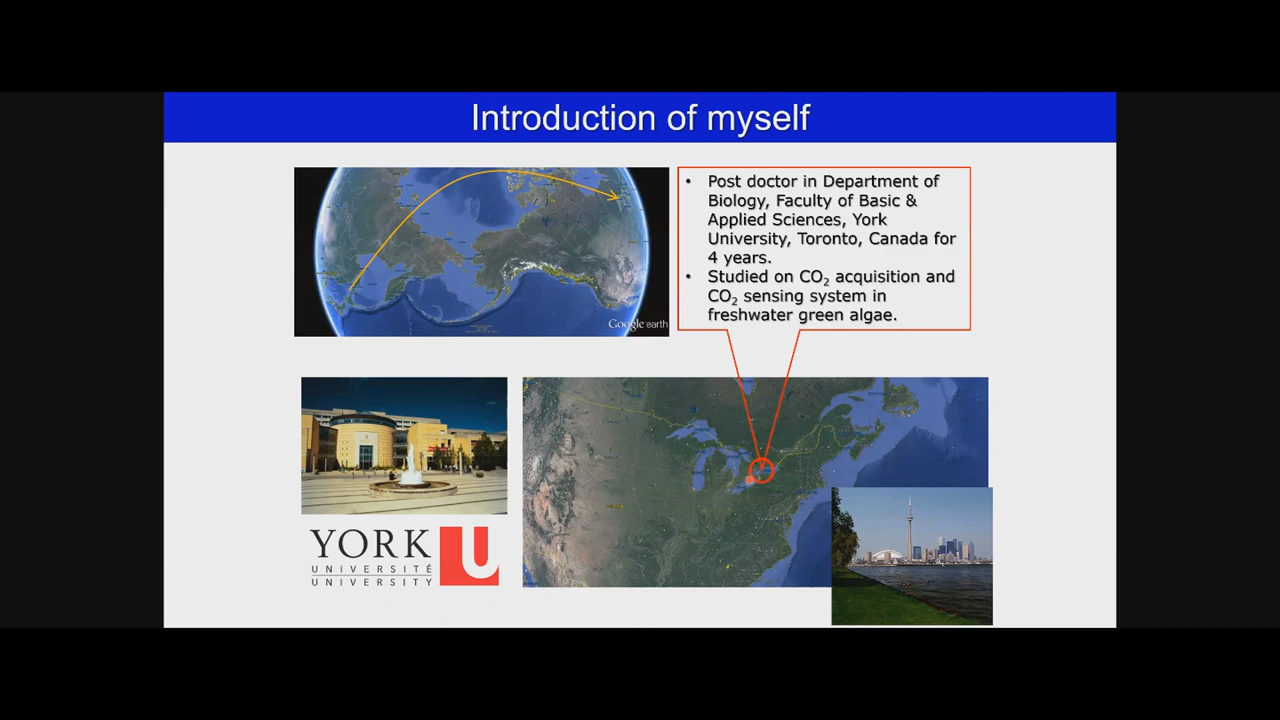 Introduction of myself
• Post doctor in Department of
Biology, Faculty of Basic &
Applied Sciences, York
University, Toronto, Canada for
4 years.
• Studied on CO₂ acquisition and
CO₂ sensing system in
freshwater green algae.
Google earth
YORK U
UNIVERSITÉ
UNIVERSITY